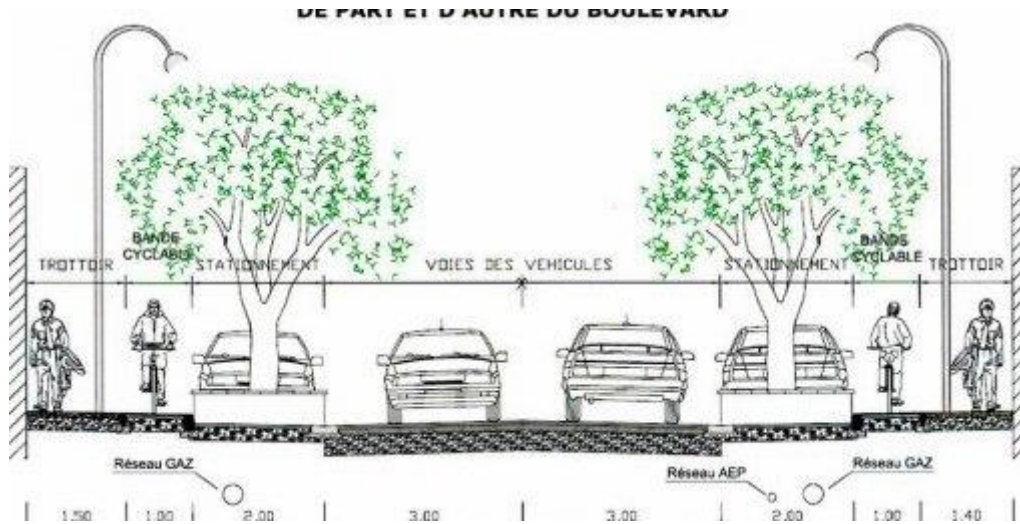 DE PART ET D'AUTRE DU BOULEVARD
BANDE
CYCLABLE
BANDE
CYCLABLE
TROTTOIR
STATIONNEMENT
VOIES DES VEHICULES
STATIONNEMENT
TROTTOIR
Réseau GAZ
Réseau AEP
Réseau GAZ
1.50 1.00 2.00 3.00 3.00 2.00 1.00 1.40